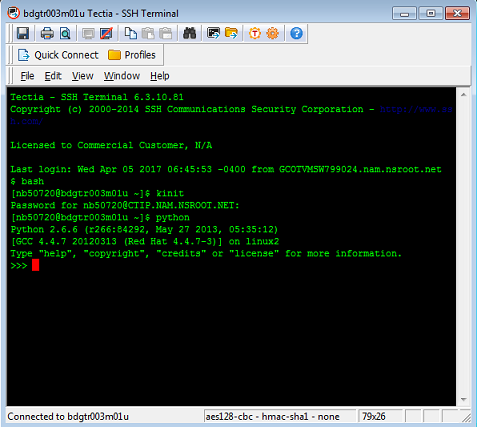 bdgtr003m01u Tectia - SSH Terminal
Quick Connect Profiles
File Edit View Window Help
Tectia - SSH Terminal 6.3.10.81
Copyright (c) 2000-2014 SSH Communications Security Corporation -
Licensed to Commercial Customer, N/A
Last login: Wed Apr 05 2017 06:45:53 -0400 from GCOTVMSW799024.nam.nsroot.net
$ bash
[nb50720@bdgtr003m01u ~]$ kinit
Password for nb50720@CTIP.NAM.NSROOT.NET:
[nb50720@bdgtr003m01u ~]$ python
Python 2.6.6 (r266:84292, May 27 2013, 05:35:12)
[GCC 4.4.7 20120313 (Red Hat 4.4.7-3)] on linux2
Type "help", "copyright", "credits" or "license" for more information.
>>>
Connected to bdgtr003m01u aes128-cbc - hmac-sha1 - none 79x26